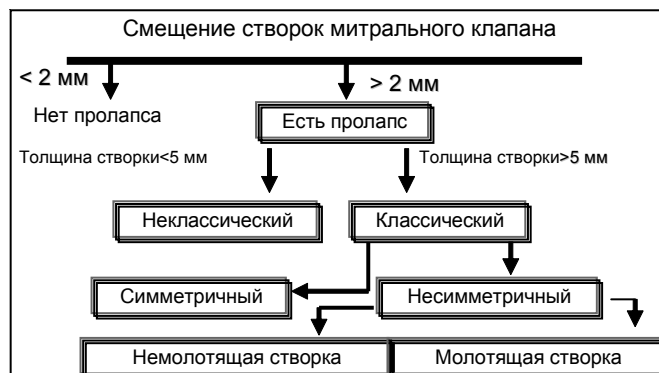 Смещение створок митрального клапана
< 2 мм
> 2 мм
Нет пролапса
Есть пролапс
Толщина створки<5 мм
Толщина створки>5 мм
Неклассический
Классический
Симметричный
Несимметричный
Немолотящая створка
Молотящая створка